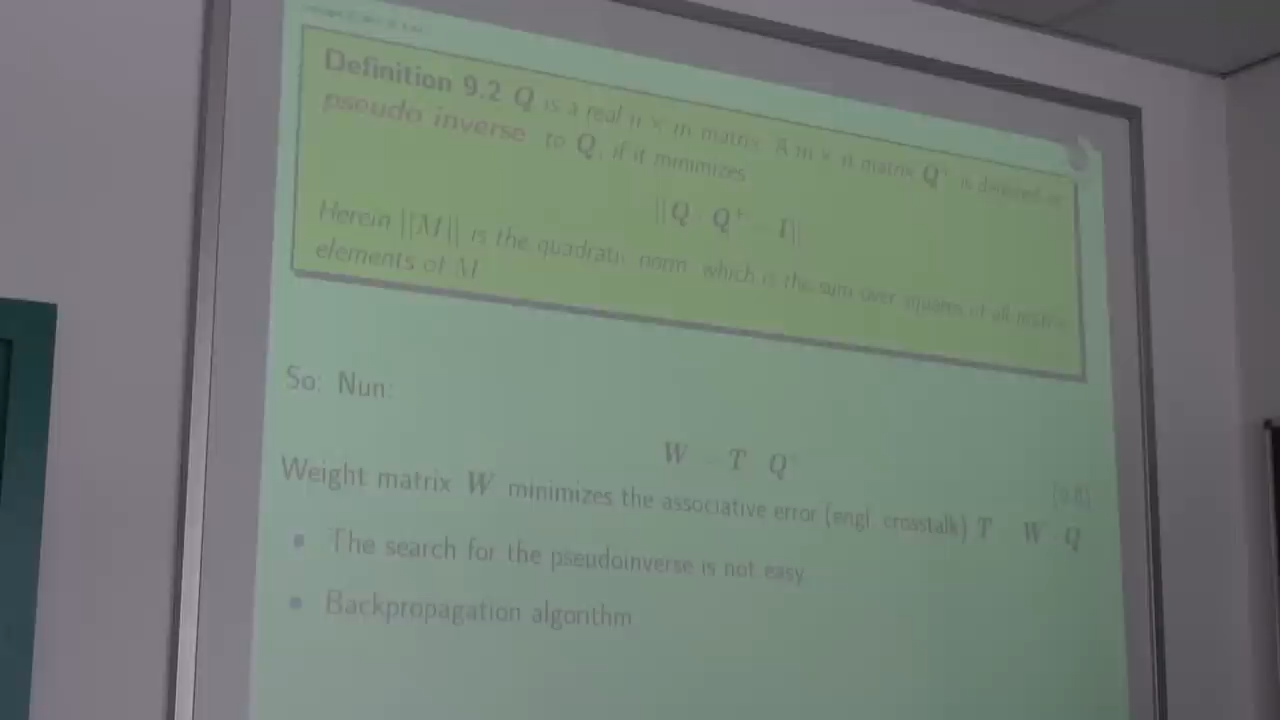 Definition 9.2 Q is a real n × m matrix. A m × n matrix Q⁺ is
pseudo inverse to Q, if it minimizes
||Q · Q⁺ − I||
Herein ||M|| is the quadratic norm, which is the sum over squares of all matrix
elements of M
So: Nun:
W = T Q⁺
Weight matrix W minimizes the associative error (engl. crosstalk) T − W · Q
• The search for the pseudoinverse is not easy
• Backpropagation algorithm